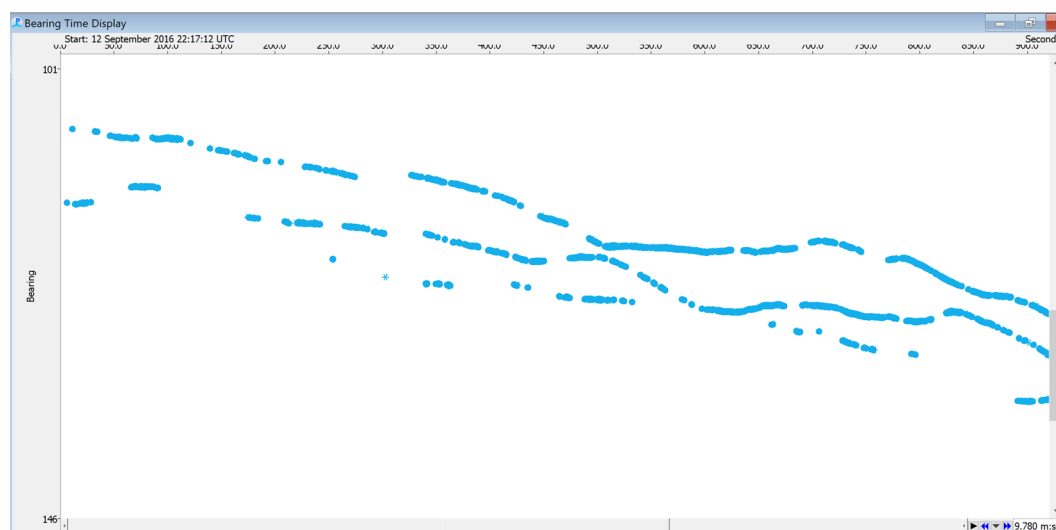 Bearing Time Display
Start: 12 September 2016 22:17:12 UTC
Second
0.0 50.0 100.0 150.0 200.0 250.0 300.0 350.0 400.0 450.0 500.0 550.0 600.0 650.0 700.0 750.0 800.0 850.0 900.0
101
Bearing
146
9.780 m:s